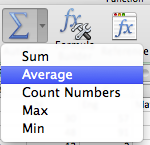 Function
Formula
Sum
Average
Count Numbers
Max
Min